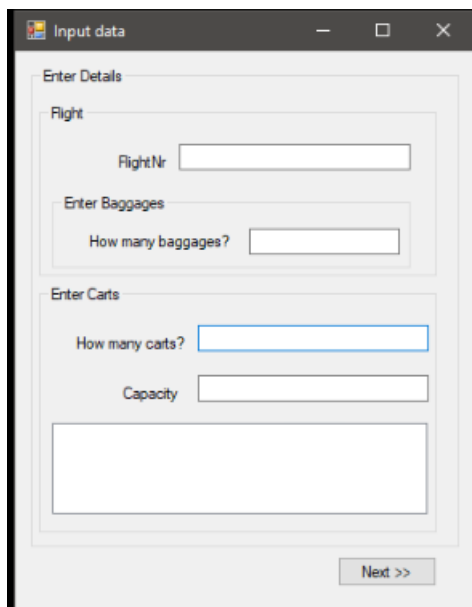 Input data
Enter Details
Flight
FlightNr
Enter Baggages
How many baggages?
Enter Carts
How many carts?
Capacity
Next >>